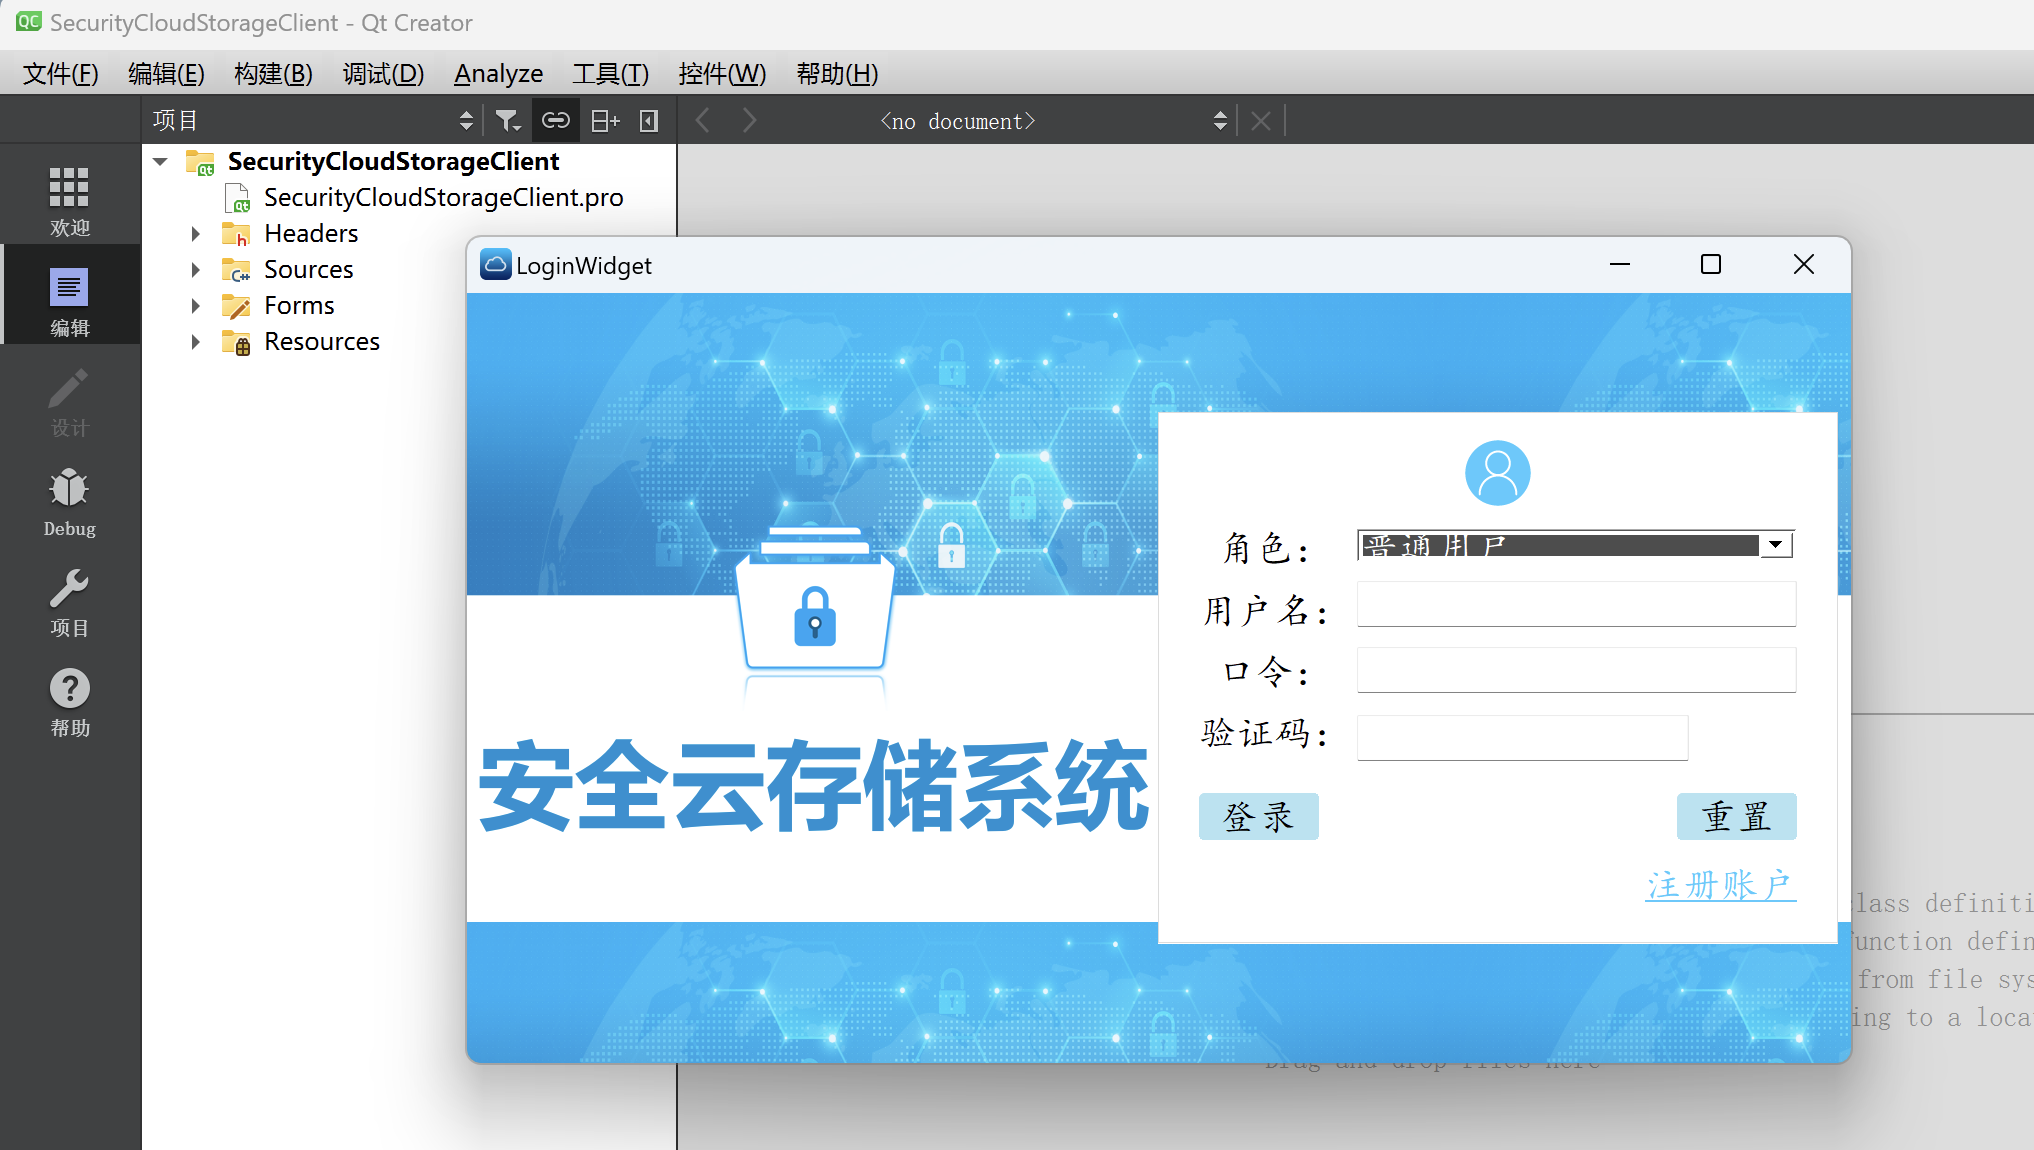 SecurityCloudStorageClient - Qt Creator
文件(F) 编辑(E) 构建(B) 调试(D) Analyze 工具(T) 控件(W) 帮助(H)
项目
<no document>
欢迎
编辑
设计
Debug
项目
帮助
SecurityCloudStorageClient
SecurityCloudStorageClient.pro
Headers
Sources
Forms
Resources
LoginWidget
安全云存储系统
角色：
普通用户
用户名：
口令：
验证码：
登录
重置
注册账户
class definiti
function defin
from file sys
ing to a loca
Drag and drop files here